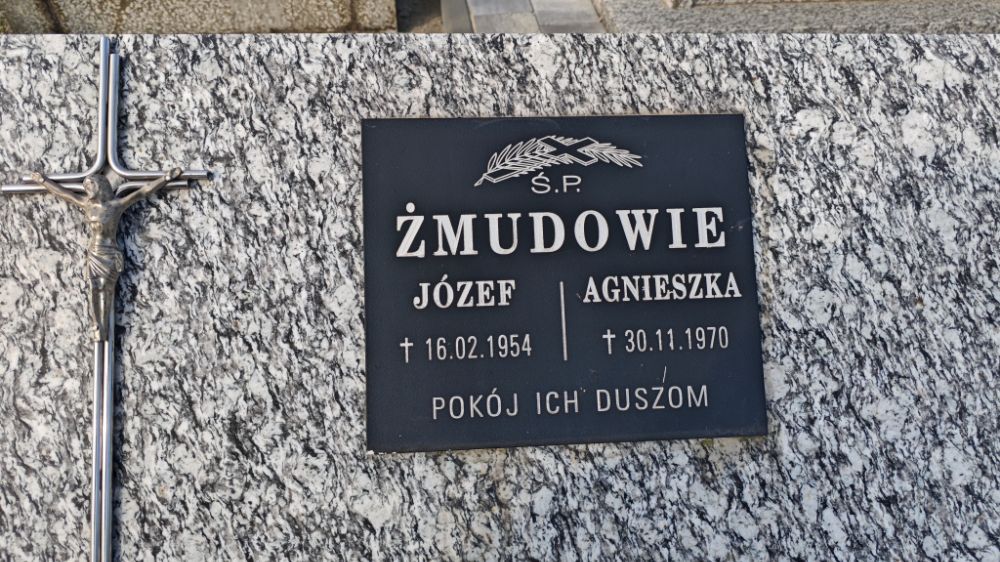 Ś.P.
ŻMUDOWIE
JÓZEF AGNIESZKA
† 16.02.1954 † 30.11.1970
POKÓJ ICH DUSZOM